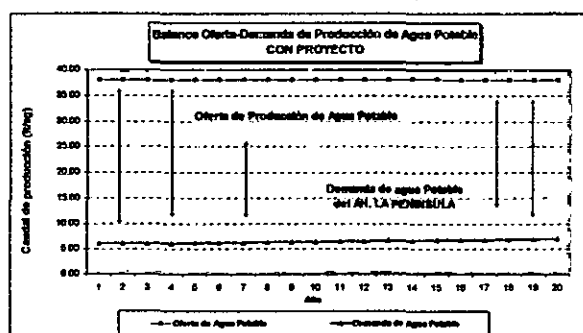 Balance Oferta-Demanda de Producción de Agua Potable
CON PROYECTO
40.00
35.00
30.00
25.00
20.00
15.00
10.00
5.00
0.00
Caudal de producción (lt/sg)
Oferta de Producción de Agua Potable
Demanda de agua Potable
del AH. LA PENINSULA
1 2 3 4 5 6 7 8 9 10 11 12 13 14 15 16 17 18 19 20
Año
Oferta de Agua Potable
Demanda de Agua Potable